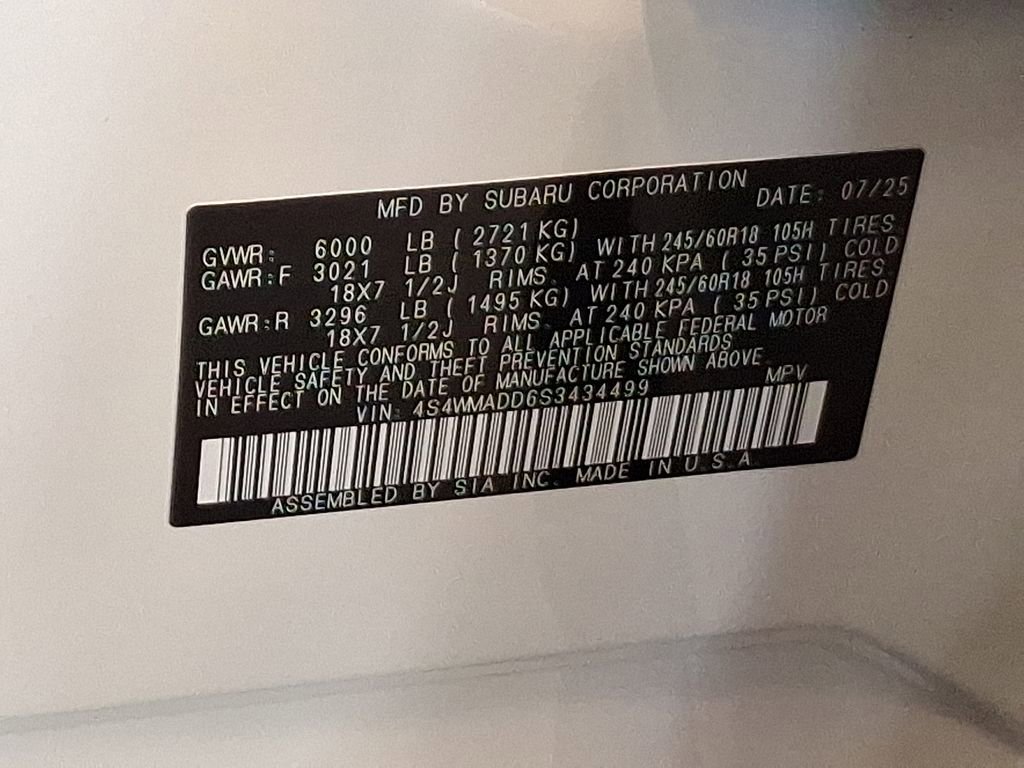 MFD BY SUBARU CORPORATION DATE: 07/25
GVWR: 6000 LB ( 2721 KG)
GAWR:F 3021 LB ( 1370 KG) WITH 245/60R18 105H TIRES
18X7 1/2J RIMS. AT 240 KPA ( 35 PSI) COLD
GAWR:R 3296 LB ( 1495 KG) WITH 245/60R18 105H TIRES.
18X7 1/2J RIMS. AT 240 KPA ( 35 PSI) COLD
THIS VEHICLE CONFORMS TO ALL APPLICABLE FEDERAL MOTOR
VEHICLE SAFETY AND THEFT PREVENTION STANDARDS
IN EFFECT ON THE DATE OF MANUFACTURE SHOWN ABOVE.
VIN: 4S4WMADD6S3434499 MPV
ASSEMBLED BY SIA INC. MADE IN U.S.A.